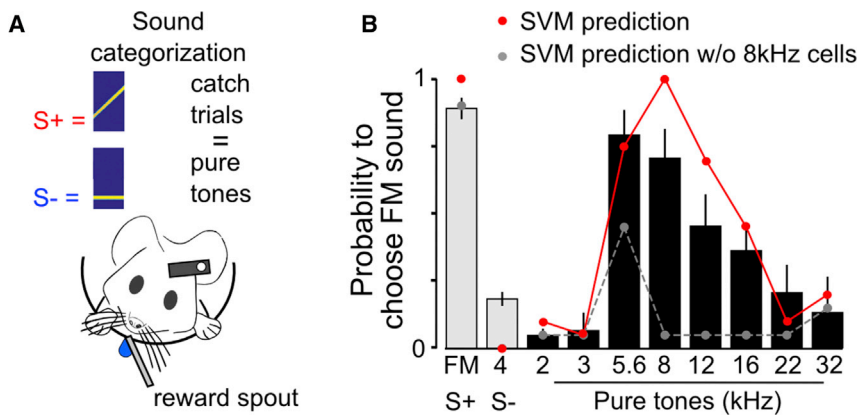 A
Sound
categorization
S+ =
S- =
catch
trials
=
pure
tones
reward spout
B
SVM prediction
SVM prediction w/o 8kHz cells
Probability to
choose FM sound
1
0
FM 4 2 3 5.6 8 12 16 22 32
S+ S- Pure tones (kHz)